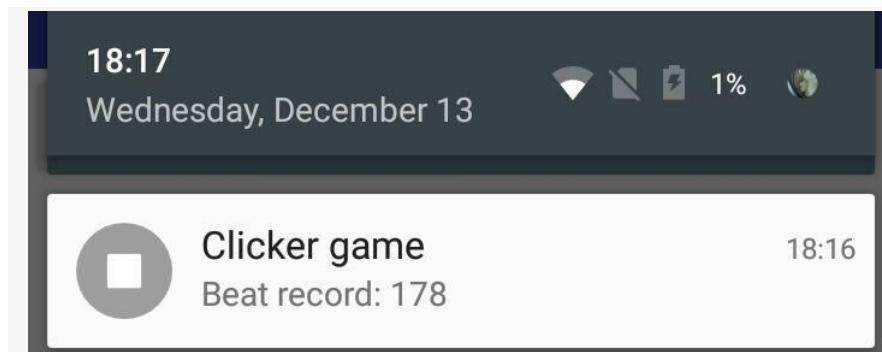 18:17
Wednesday, December 13
1%
Clicker game
18:16
Beat record: 178